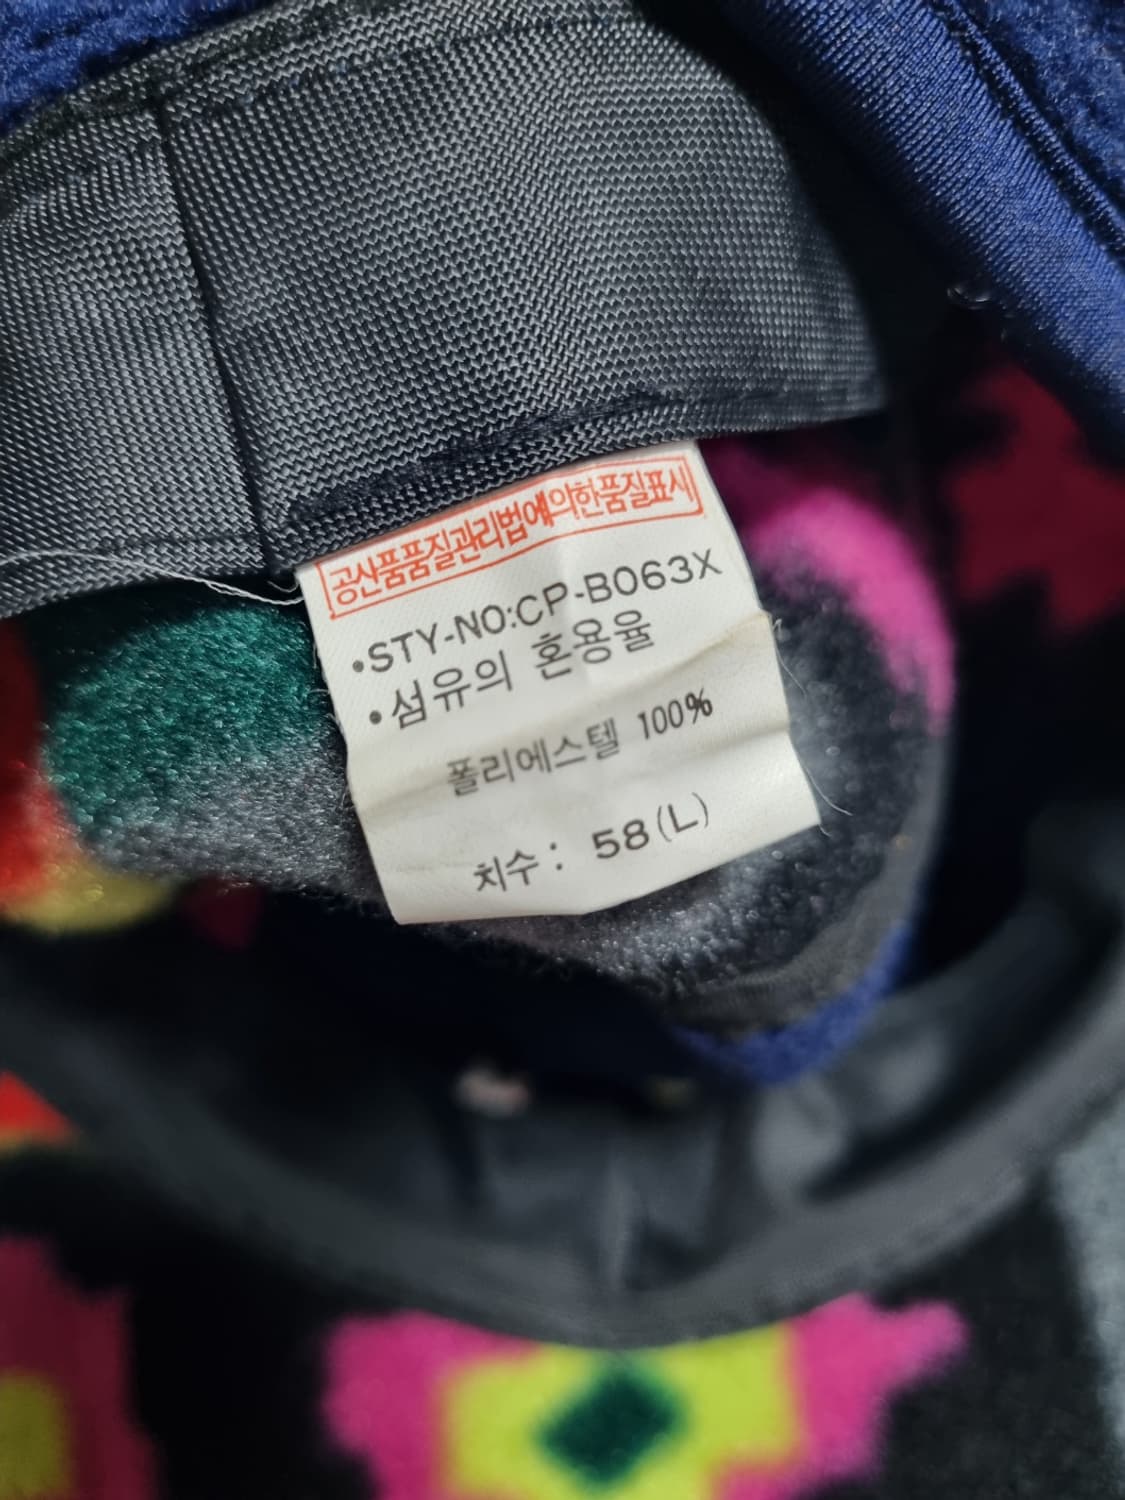 공산품품질관리법에의한품질표시
•STY-NO:CP-B063X
•섬유의 혼용율
폴리에스텔 100%
치수 : 58(L)